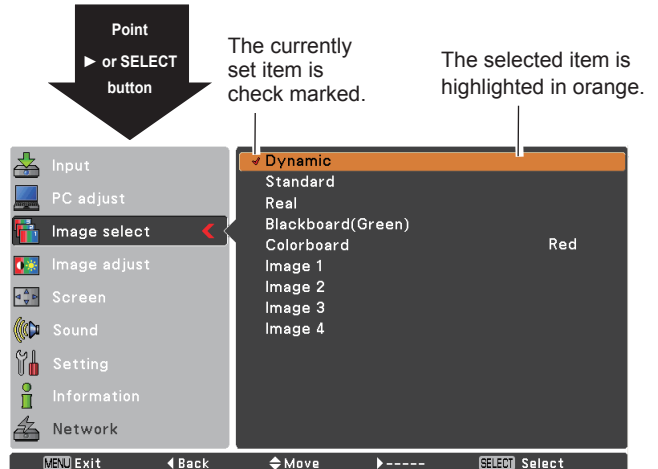 Point
► or SELECT
button
The currently
set item is
check marked.
The selected item is
highlighted in orange.
Input
PC adjust
Image select
Image adjust
Screen
Sound
Setting
Information
Network
✓ Dynamic
Standard
Real
Blackboard(Green)
Colorboard Red
Image 1
Image 2
Image 3
Image 4
MENU Exit ◀ Back ◆ Move ▶ ----- SELECT Select